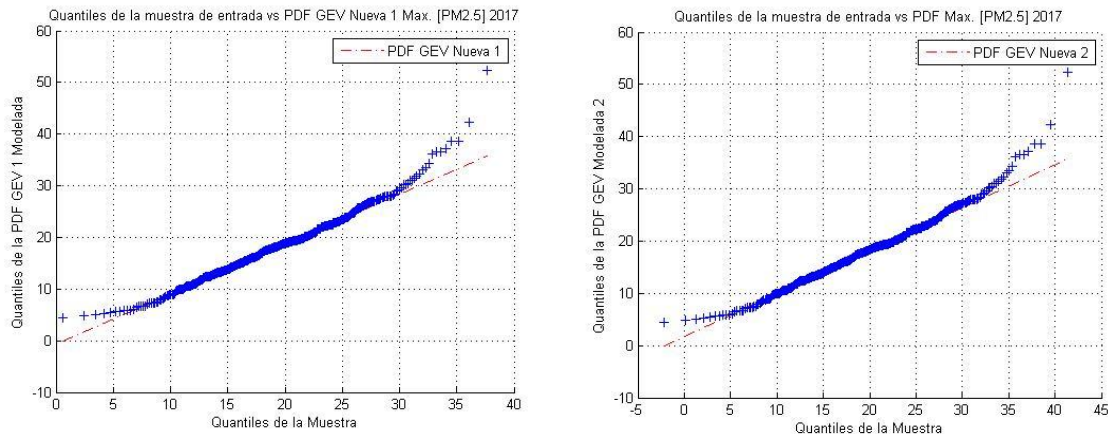 Quantiles de la muestra de entrada vs PDF GEV Nueva 1 Max. [PM2.5] 2017
60
50
40
30
20
10
0
-10
PDF GEV Nueva 1
Quantiles de la PDF GEV 1 Modelada
0 5 10 15 20 25 30 35 40
Quantiles de la Muestra
Quantiles de la muestra de entrada vs PDF Max. [PM2.5] 2017
60
50
40
30
20
10
0
-10
PDF GEV Nueva 2
Quantiles de la PDF GEV Modelada 2
-5 0 5 10 15 20 25 30 35 40 45
Quantiles de la Muestra